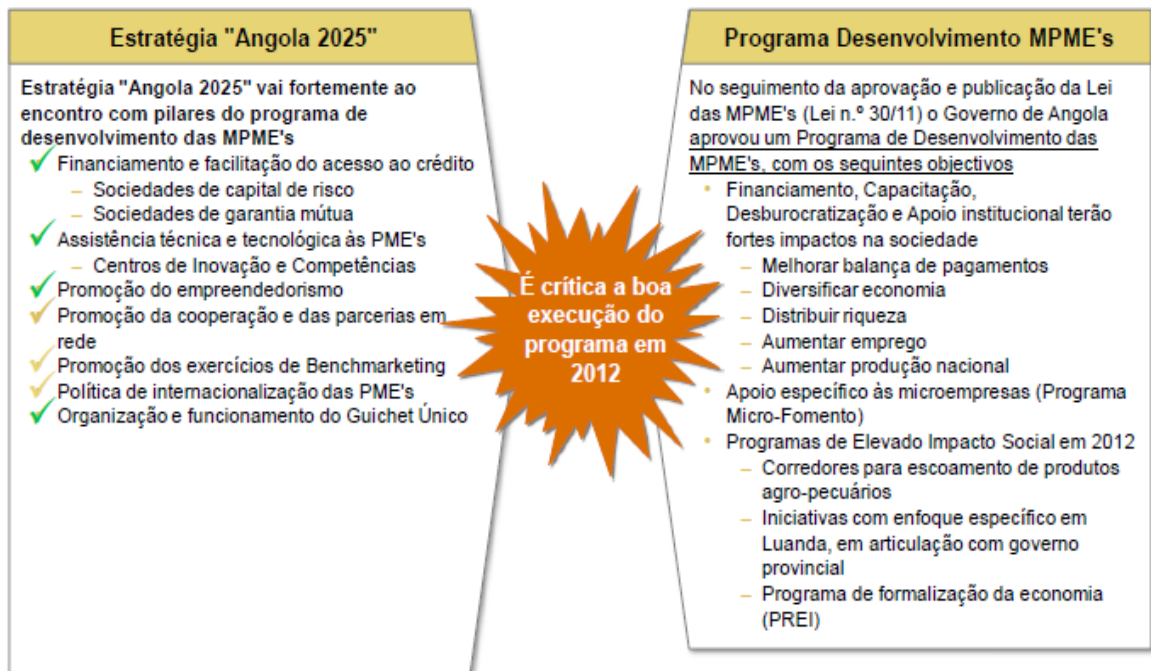 Estratégia "Angola 2025"
Estratégia "Angola 2025" vai fortemente ao
encontro com pilares do programa de
desenvolvimento das MPME's
Financiamento e facilitação do acesso ao crédito
– Sociedades de capital de risco
– Sociedades de garantia mútua
Assistência técnica e tecnológica às PME's
– Centros de Inovação e Competências
Promoção do empreendedorismo
Promoção da cooperação e das parcerias em
rede
Promoção dos exercícios de Benchmarketing
Política de internacionalização das PME's
Organização e funcionamento do Guichet Único
É crítica a boa
execução do
programa em
2012
Programa Desenvolvimento MPME's
No seguimento da aprovação e publicação da Lei
das MPME's (Lei n.º 30/11) o Governo de Angola
aprovou um Programa de Desenvolvimento das
MPME's, com os seguintes objectivos
• Financiamento, Capacitação,
Desburocratização e Apoio institucional terão
fortes impactos na sociedade
– Melhorar balança de pagamentos
– Diversificar economia
– Distribuir riqueza
– Aumentar emprego
– Aumentar produção nacional
• Apoio específico às microempresas (Programa
Micro-Fomento)
• Programas de Elevado Impacto Social em 2012
– Corredores para escoamento de produtos
agro-pecuários
– Iniciativas com enfoque específico em
Luanda, em articulação com governo
provincial
– Programa de formalização da economia
(PREI)